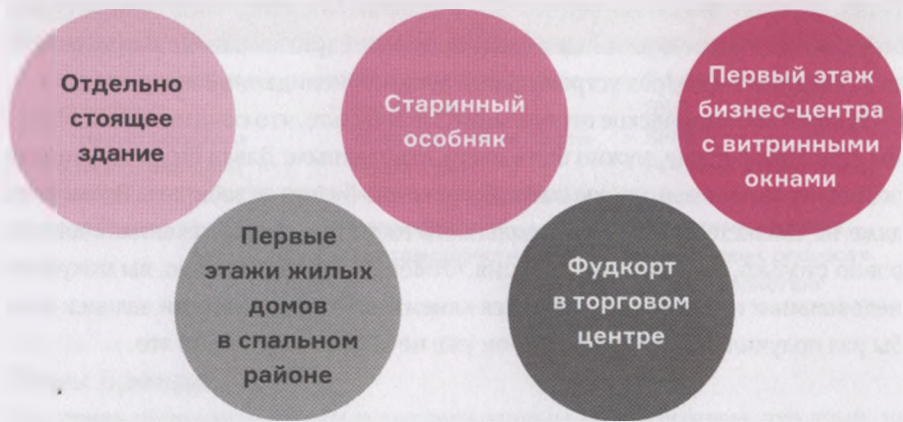 Отдельно
стоящее
здание
Старинный
особняк
Первый этаж
бизнес-центра
с витринными
окнами
Первые
этажи жилых
домов
в спальном
районе
Фудкорт
в торговом
центре